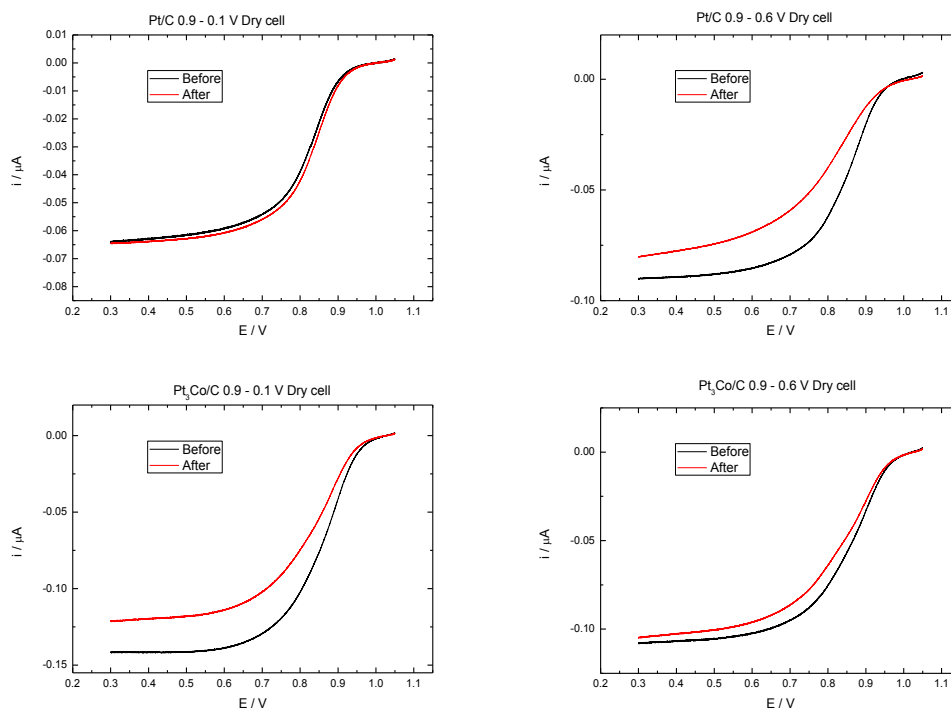 Pt/C 0.9 - 0.1 V Dry cell
0.01
0.00
-0.01
-0.02
-0.03
-0.04
-0.05
-0.06
-0.07
-0.08
i / µA
Before
After
0.2 0.3 0.4 0.5 0.6 0.7 0.8 0.9 1.0 1.1
E / V
Pt/C 0.9 - 0.6 V Dry cell
0.00
-0.05
-0.10
i / µA
Before
After
0.2 0.3 0.4 0.5 0.6 0.7 0.8 0.9 1.0 1.1
E / V
Pt₃Co/C 0.9 - 0.1 V Dry cell
0.00
-0.05
-0.10
-0.15
i / µA
Before
After
0.2 0.3 0.4 0.5 0.6 0.7 0.8 0.9 1.0 1.1
E / V
Pt₃Co/C 0.9 - 0.6 V Dry cell
0.00
-0.05
-0.10
i / µA
Before
After
0.2 0.3 0.4 0.5 0.6 0.7 0.8 0.9 1.0 1.1
E / V